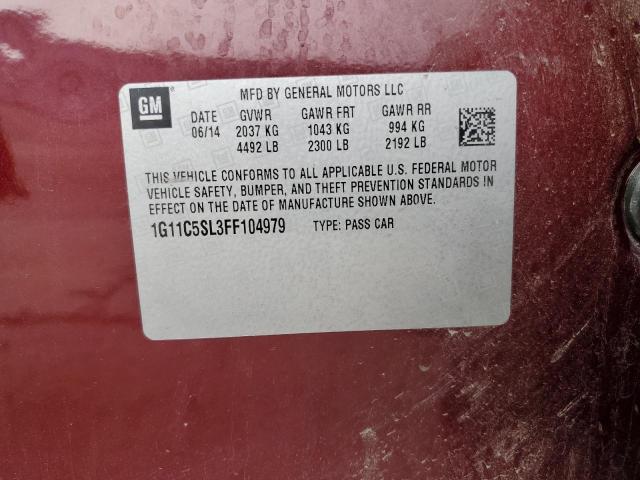 GM
MFD BY GENERAL MOTORS LLC
DATE GVWR GAWR FRT GAWR RR
06/14 2037 KG 1043 KG 994 KG
4492 LB 2300 LB 2192 LB
THIS VEHICLE CONFORMS TO ALL APPLICABLE U.S. FEDERAL MOTOR
VEHICLE SAFETY, BUMPER, AND THEFT PREVENTION STANDARDS IN
EFFECT ON THE DATE OF MANUFACTURE SHOWN ABOVE.
1G11C5SL3FF104979 TYPE: PASS CAR